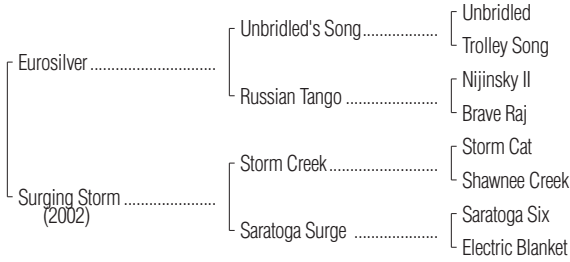 Unbridled
Unbridled's Song..................
Trolley Song
Eurosilver ..............................
Nijinsky II
Russian Tango ......................
Brave Raj
Storm Cat
Storm Creek..........................
Shawnee Creek
Surging Storm ......................
(2002)
Saratoga Six
Saratoga Surge ....................
Electric Blanket